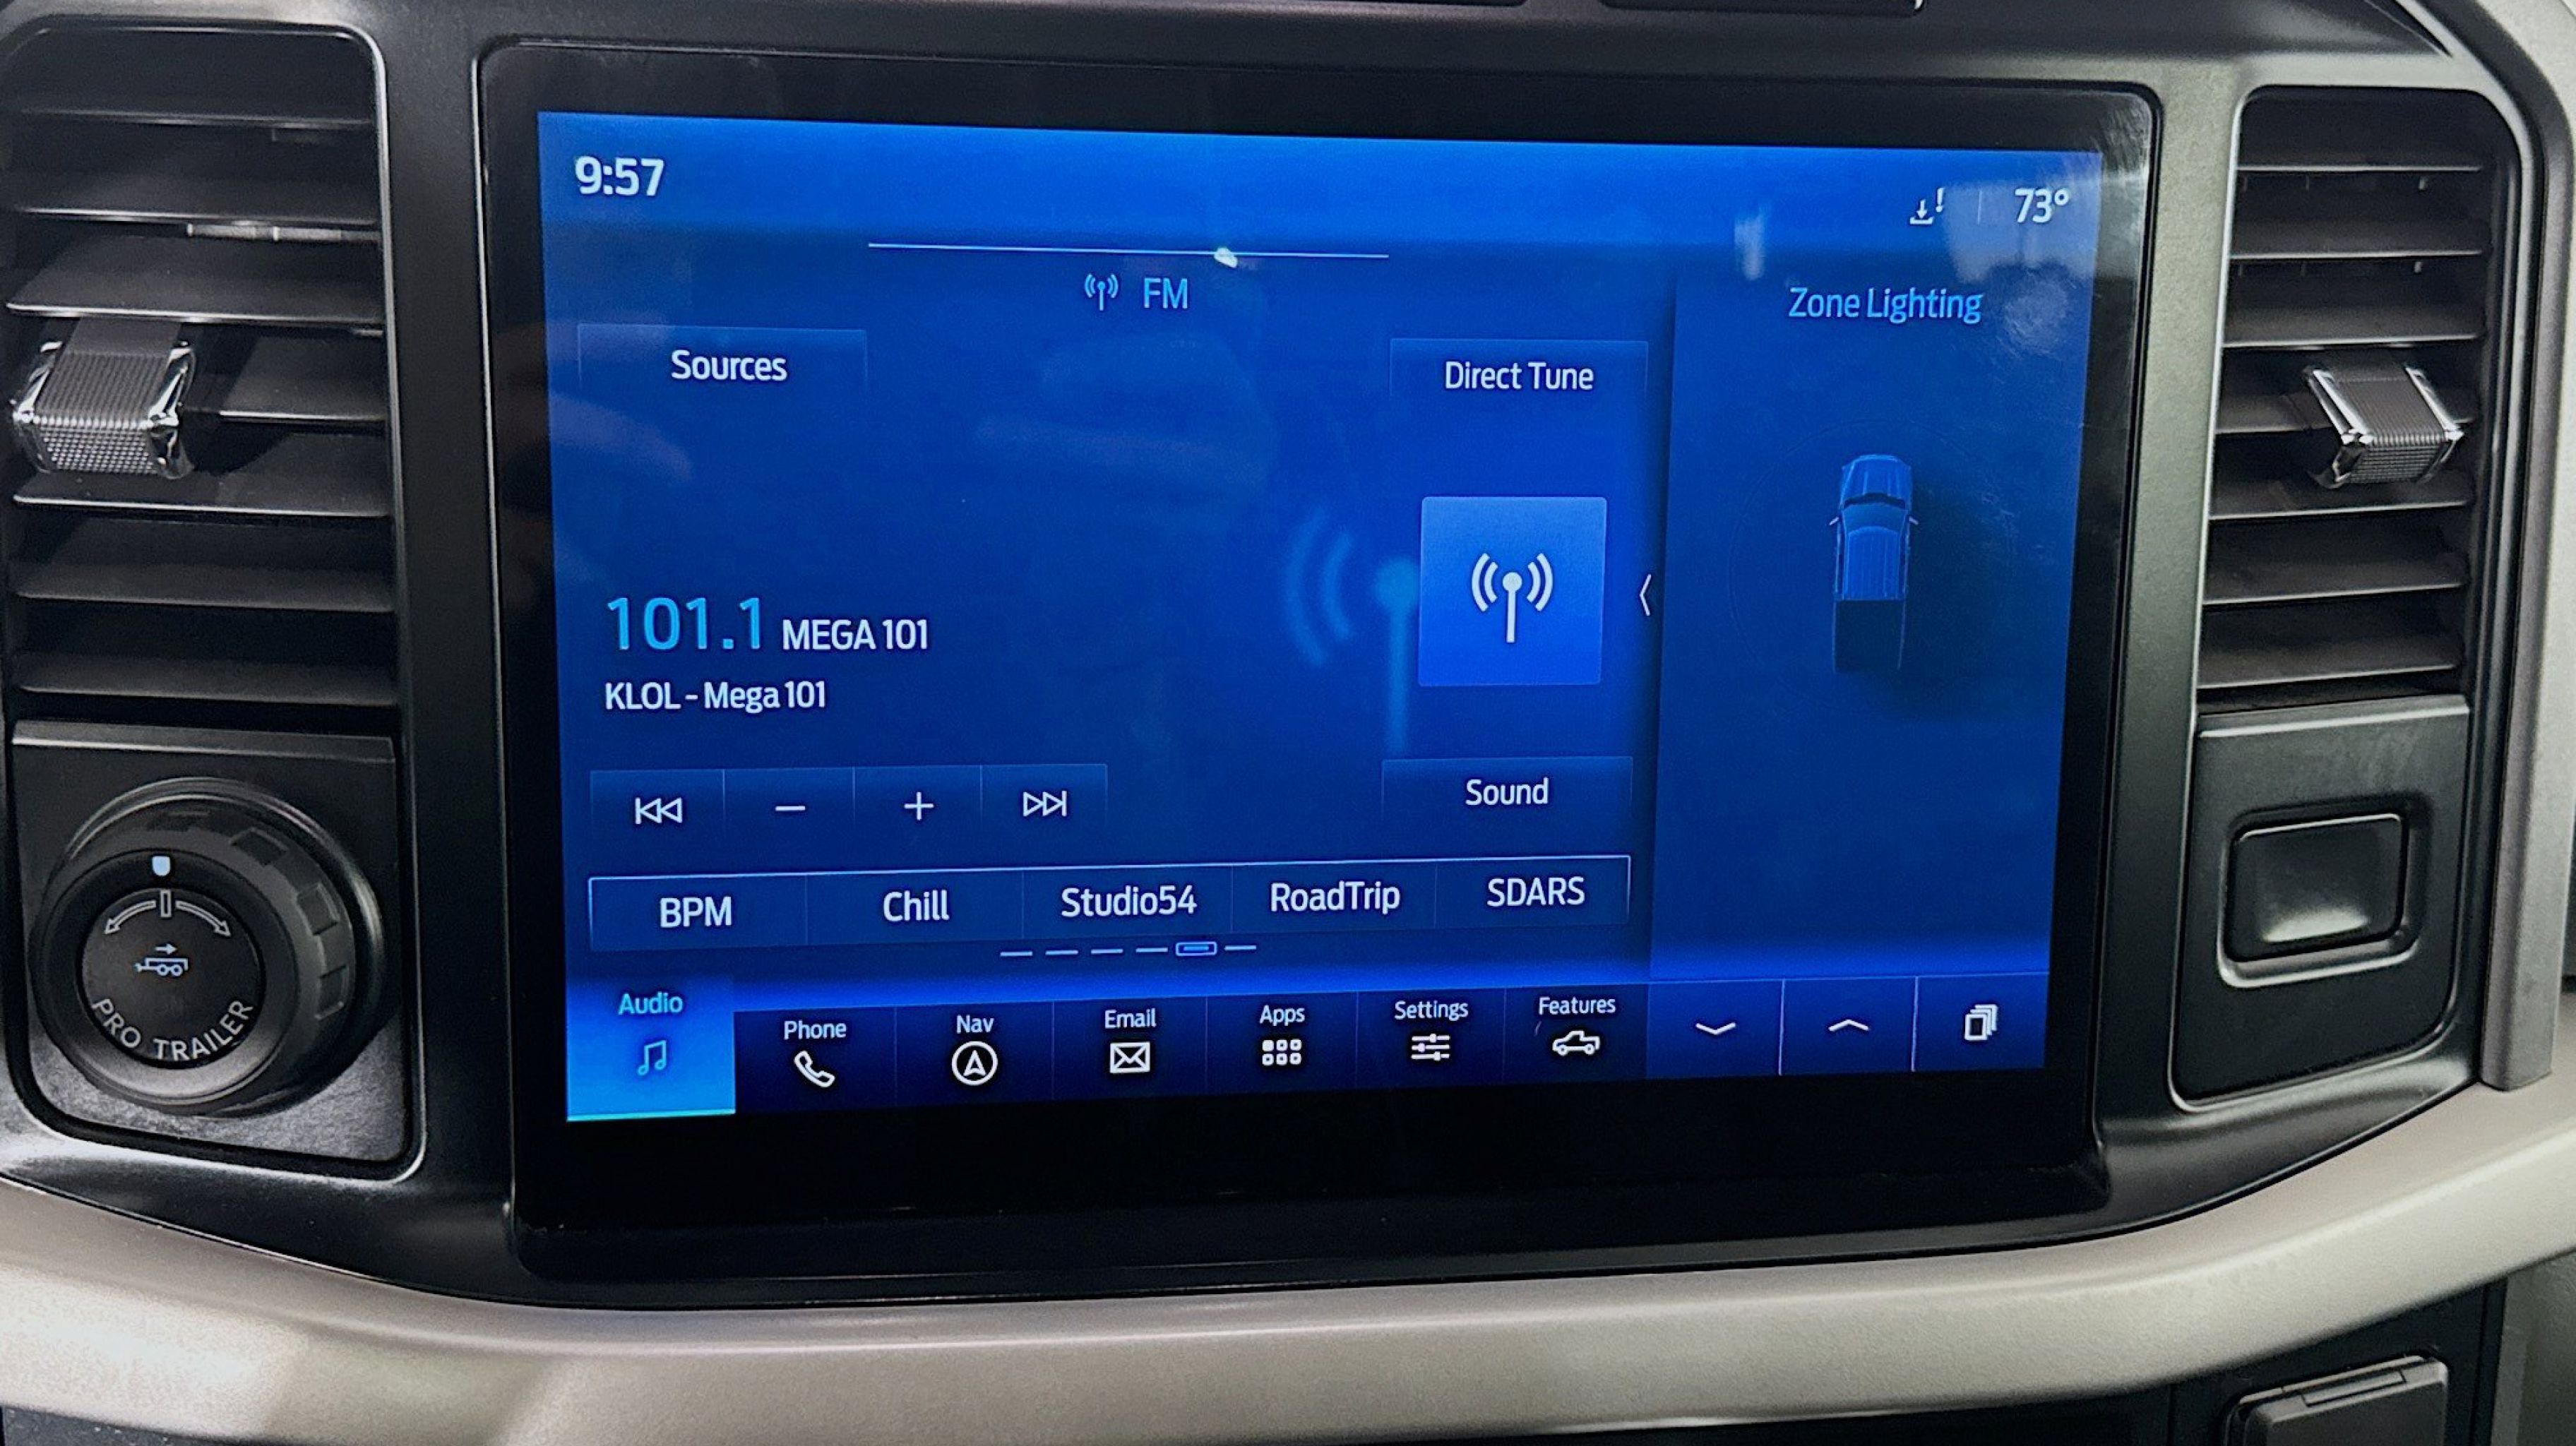 9:57
73°
FM
Zone Lighting
Sources
Direct Tune
101.1 MEGA 101
KLOL - Mega 101
Sound
BPM Chill Studio54 RoadTrip SDARS
Audio Phone Nav Email Apps Settings Features
PRO TRAILER